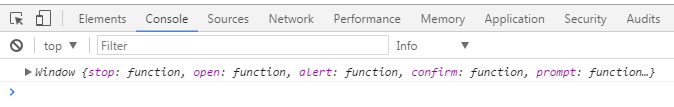 Elements Console Sources Network Performance Memory Application Security Audits
top ▼ Filter Info ▼
▶ Window {stop: function, open: function, alert: function, confirm: function, prompt: function…}
>